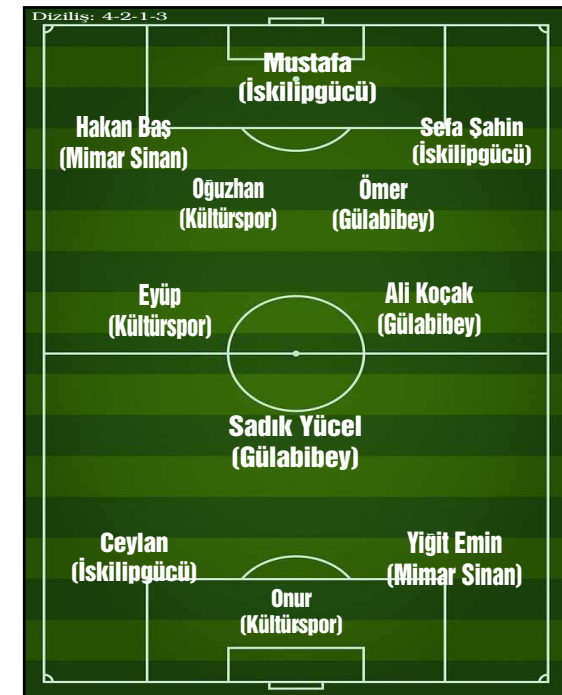 Diziliş: 4-2-1-3
Mustafa
(İskilipgücü)
Hakan Baş
(Mimar Sinan)
Sefa Şahin
(İskilipgücü)
Oğuzhan
(Kültürspor)
Ömer
(Gülabibey)
Eyüp
(Kültürspor)
Ali Koçak
(Gülabibey)
Sadık Yücel
(Gülabibey)
Ceylan
(İskilipgücü)
Yiğit Emin
(Mimar Sinan)
Onur
(Kültürspor)